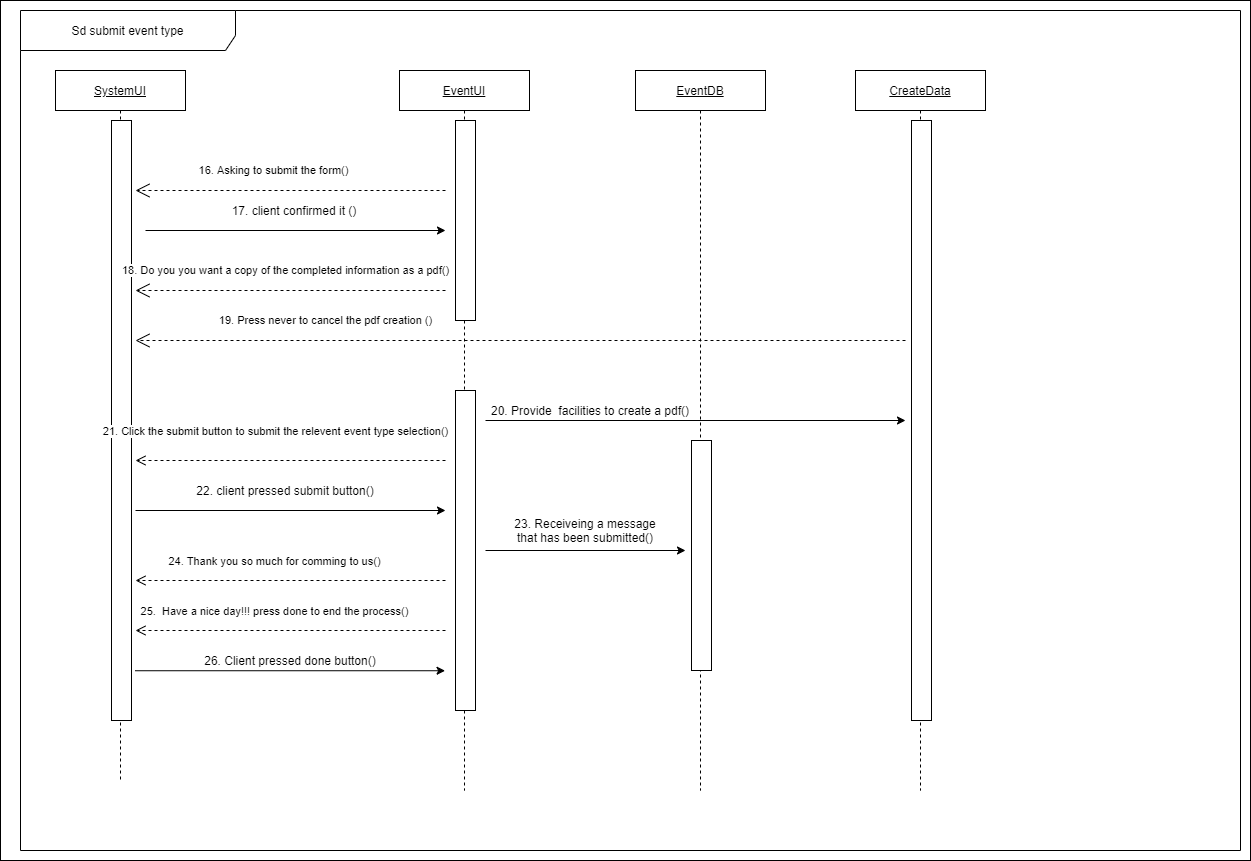 Sd submit event type
SystemUI
EventUI
EventDB
CreateData
16. Asking to submit the form()
17. client confirmed it ()
18. Do you you want a copy of the completed information as a pdf()
19. Press never to cancel the pdf creation ()
20. Provide  facilities to create a pdf()
21. Click the submit button to submit the relevent event type selection()
22. client pressed submit button()
23. Receiveing a message
that has been submitted()
24. Thank you so much for comming to us()
25.  Have a nice day!!! press done to end the process()
26. Client pressed done button()